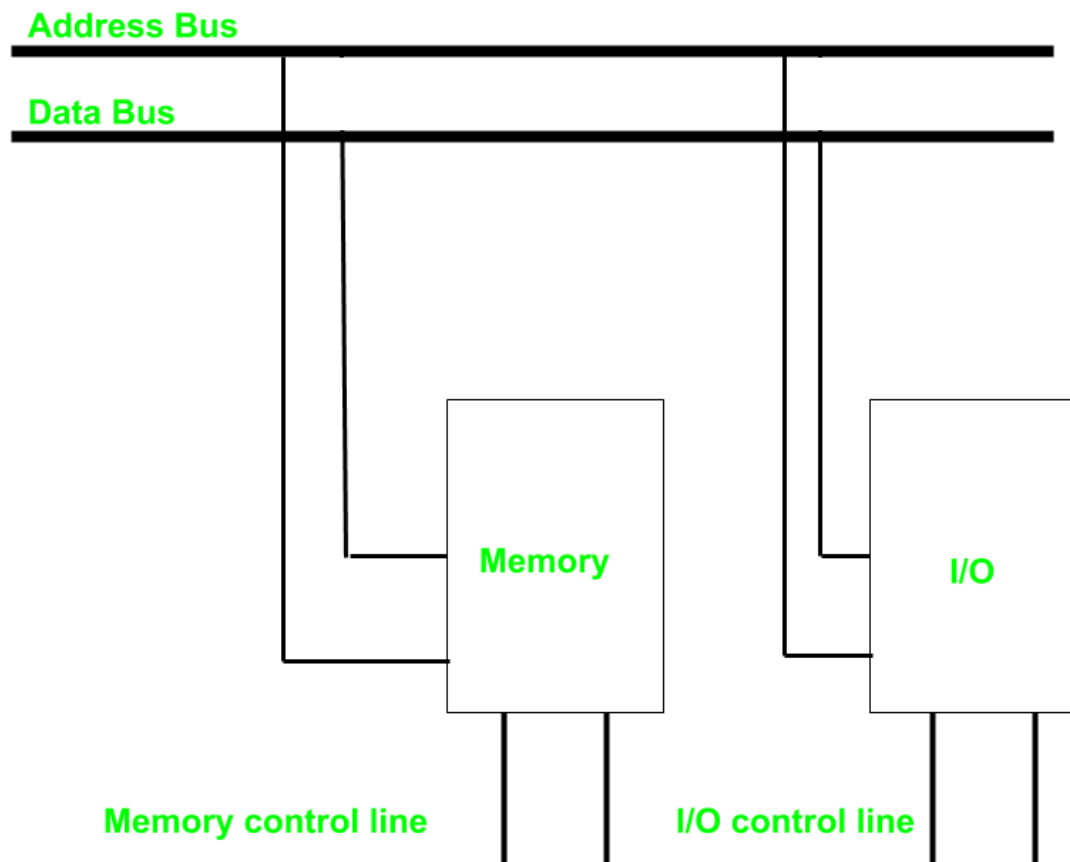 Address Bus
Data Bus
Memory
I/O
Memory control line
I/O control line